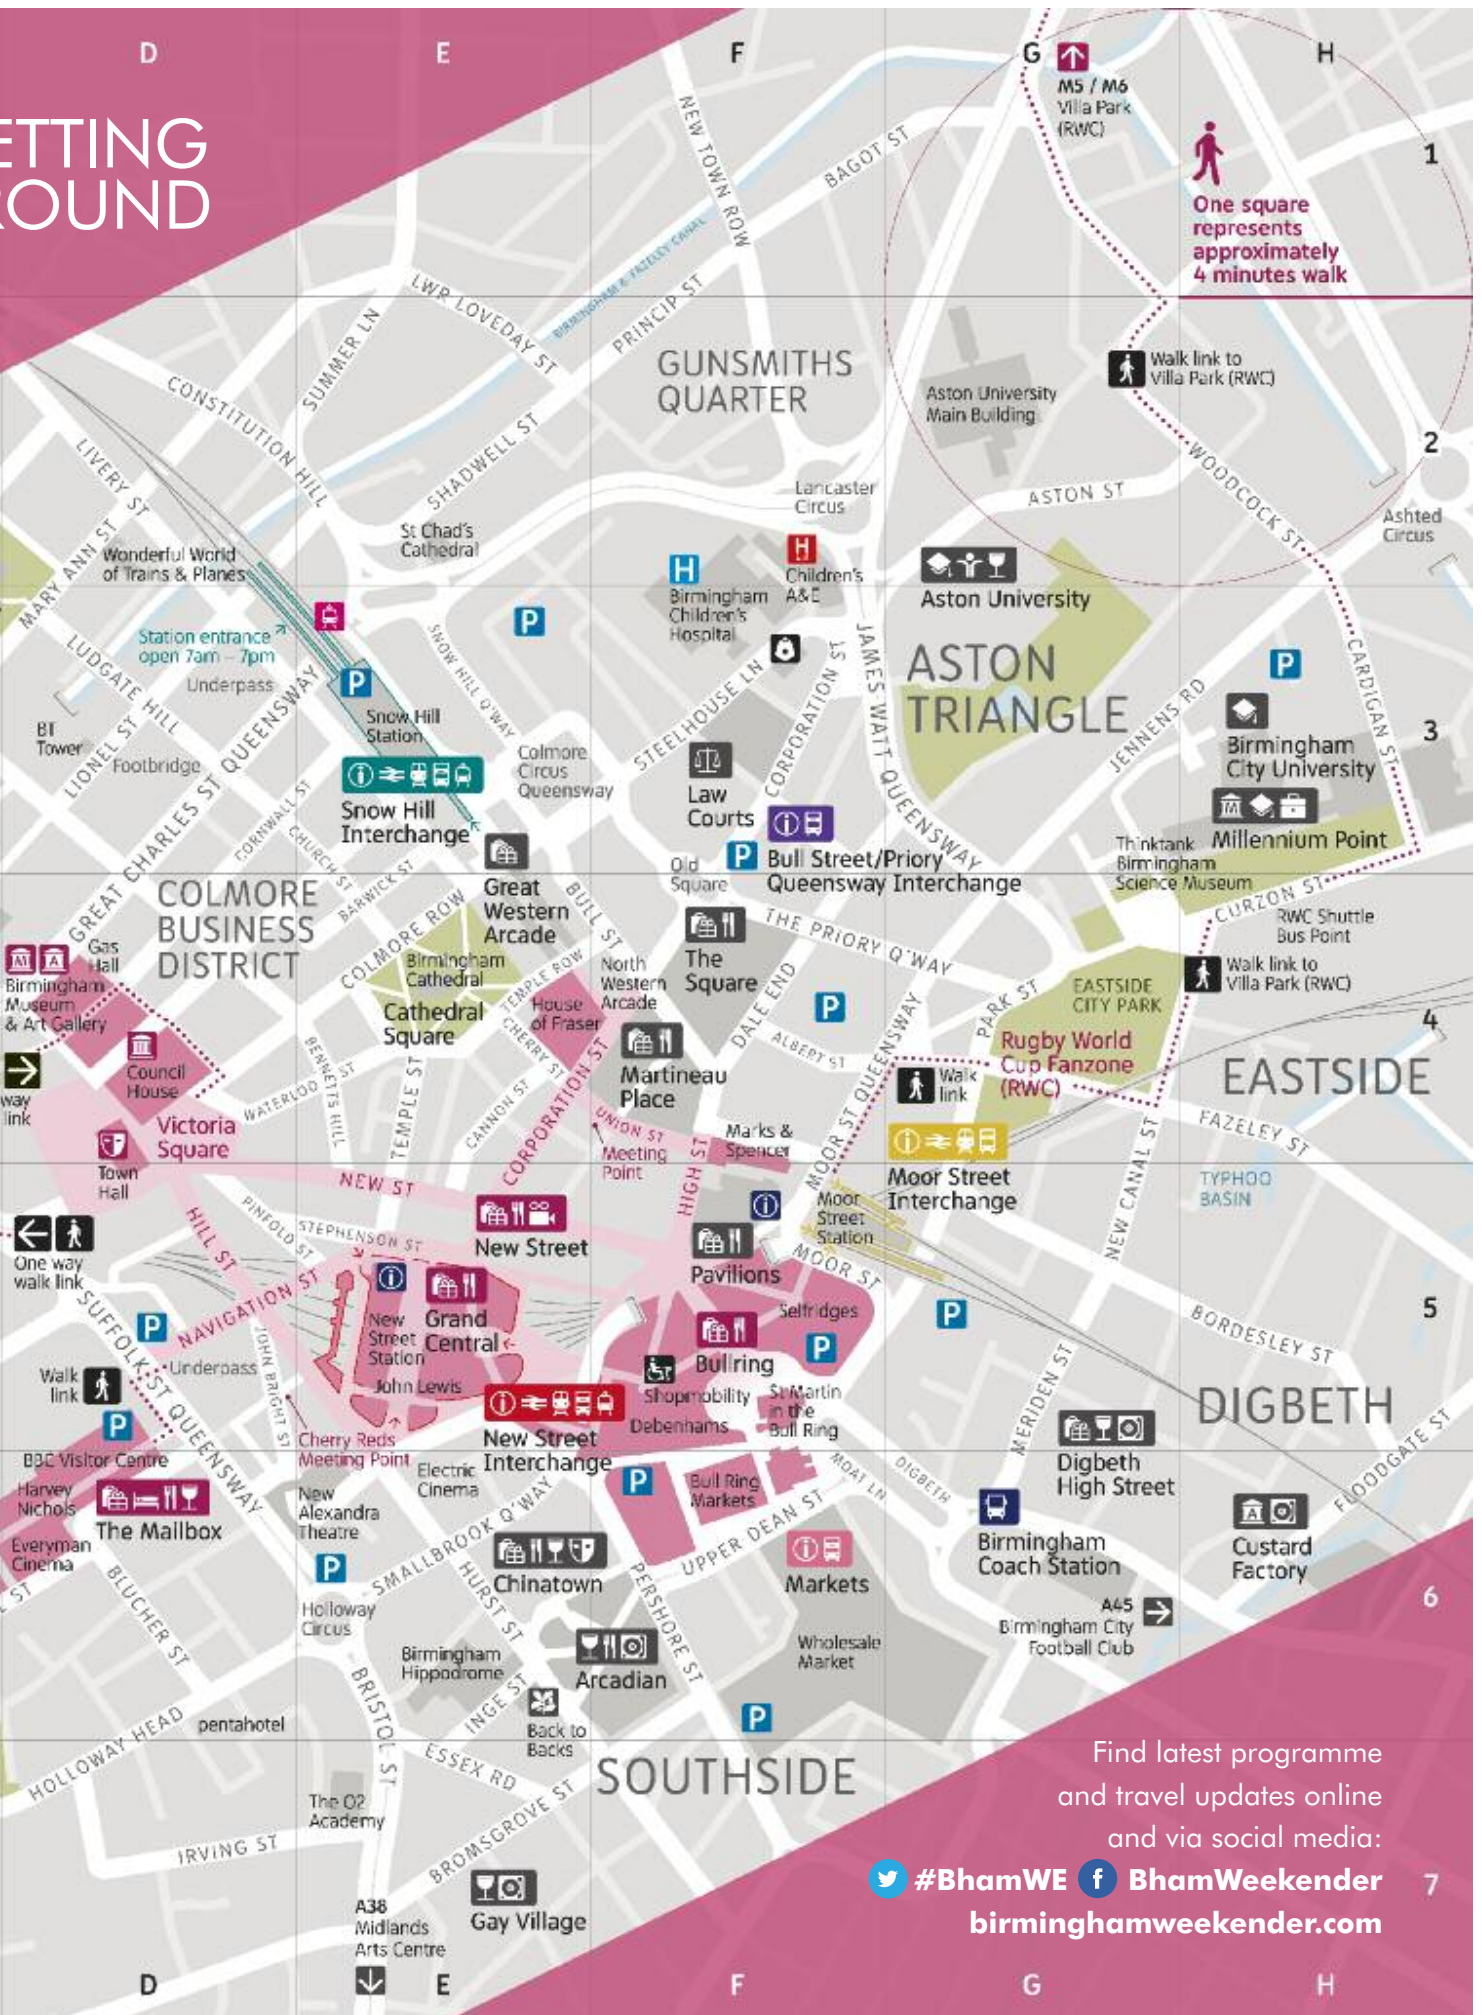 D
E
F
G
H
ETTING
ROUND
M5 / M6
Villa Park
(RWC)
1
One square
represents
approximately
4 minutes walk
NEW TOWN ROW
BAGOT ST
BIRMINGHAM & FAZELEY CANAL
PRINCIP ST
LWR LOVEDAY ST
SUMMER LN
CONSTITUTION HILL
SHADWELL ST
GUNSMITHS
QUARTER
Aston University
Main Building
Walk link to
Villa Park (RWC)
2
LIVERY ST
MARY ANN ST
Wonderful World
of Trains & Planes
St Chad's
Cathedral
Lancaster
Circus
ASTON ST
WOODCOCK ST
Ashted
Circus
H
Birmingham
Children's
Hospital
H
Children's
A&E
Aston University
ASTON
TRIANGLE
Station entrance
open 7am – 7pm
Underpass
LUDGATE HILL
P
SNOW HILL Q'WAY
P
Snow Hill
Station
BT
Tower
LIONEL ST
Footbridge
GREAT CHARLES ST QUEENSWAY
Snow Hill
Interchange
Colmore
Circus
Queensway
STEELHOUSE LN
CORPORATION ST
JAMES WATT QUEENSWAY
Law
Courts
P
Bull Street/Priory
Queensway Interchange
JENNENS RD
P
CARDIGAN ST
3
Birmingham
City University
Millennium Point
Thinktank
Birmingham
Science Museum
CORNWALL ST
CHURCH ST
BARWICK ST
COLMORE
BUSINESS
DISTRICT
COLMORE ROW
Great
Western
Arcade
BULL ST
Old
Square
The
Square
THE PRIORY Q'WAY
CURZON ST
RWC Shuttle
Bus Point
Walk link to
Villa Park (RWC)
Gas
Hall
Birmingham
Museum
& Art Gallery
Birmingham
Cathedral
Cathedral
Square
TEMPLE ROW
House
of Fraser
CHERRY ST
North
Western
Arcade
DALE END
P
ALBERT ST
PARK ST
EASTSIDE
CITY PARK
4
Rugby World
Cup Fanzone
(RWC)
EASTSIDE
Council
House
way
link
BENNETTS HILL
WATERLOO ST
TEMPLE ST
CANNON ST
CORPORATION ST
Martineau
Place
UNION ST
Meeting
Point
Marks &
Spencer
MOOR ST QUEENSWAY
Walk
link
FAZELEY ST
Victoria
Square
Town
Hall
NEW ST
HIGH ST
Moor Street
Interchange
Moor
Street
Station
NEW CANAL ST
TYPHOO
BASIN
One way
walk link
HILL ST
PINFOLD ST
STEPHENSON ST
New Street
Pavilions
MOOR ST
SUFFOLK ST QUEENSWAY
P
NAVIGATION ST
New
Street
Station
Grand
Central
Selfridges
P
P
BORDESLEY ST
5
Underpass
JOHN BRIGHT ST
John Lewis
Bullring
Shopmobility
St Martin
in the
Bull Ring
Walk
link
P
Cherry Reds
Meeting Point
New Street
Interchange
Debenhams
MERIDEN ST
DIGBETH
BBC Visitor Centre
Harvey
Nichols
The Mailbox
Electric
Cinema
New
Alexandra
Theatre
P
Bull Ring
Markets
MOAT LN
DIGBETH
Digbeth
High Street
FLOODGATE ST
Everyman
Cinema
ST
P
SMALLBROOK Q'WAY
Chinatown
UPPER DEAN ST
Markets
Birmingham
Coach Station
Custard
Factory
BLUCHER ST
Holloway
Circus
HURST ST
PERSHORE ST
A45
Birmingham City
Football Club
6
Birmingham
Hippodrome
Arcadian
Wholesale
Market
HOLLOWAY HEAD
pentahotel
BRISTOL ST
INGE ST
Back to
Backs
P
ESSEX RD
SOUTHSIDE
Find latest programme
and travel updates online
and via social media:
The O2
Academy
IRVING ST
BROMSGROVE ST
#BhamWE
BhamWeekender
7
birminghamweekender.com
Gay Village
A38
Midlands
Arts Centre
D
E
F
G
H